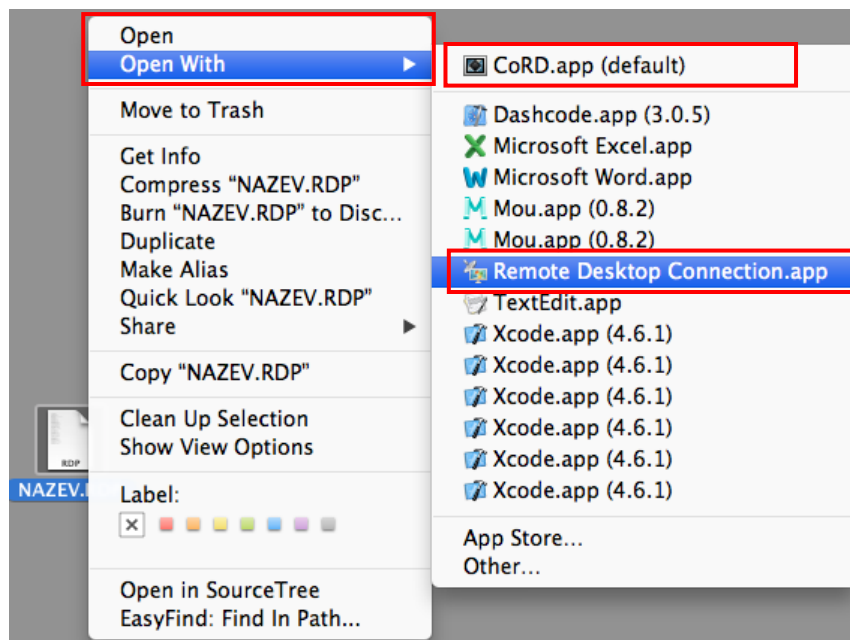 Open
Open With
Move to Trash
Get Info
Compress “NAZEV.RDP”
Burn “NAZEV.RDP” to Disc...
Duplicate
Make Alias
Quick Look “NAZEV.RDP”
Share
Copy “NAZEV.RDP”
Clean Up Selection
Show View Options
Label:
Open in SourceTree
EasyFind: Find In Path...
CoRD.app (default)
Dashcode.app (3.0.5)
Microsoft Excel.app
Microsoft Word.app
Mou.app (0.8.2)
Mou.app (0.8.2)
Remote Desktop Connection.app
TextEdit.app
Xcode.app (4.6.1)
Xcode.app (4.6.1)
Xcode.app (4.6.1)
Xcode.app (4.6.1)
Xcode.app (4.6.1)
Xcode.app (4.6.1)
App Store...
Other...
RDP
NAZEV.